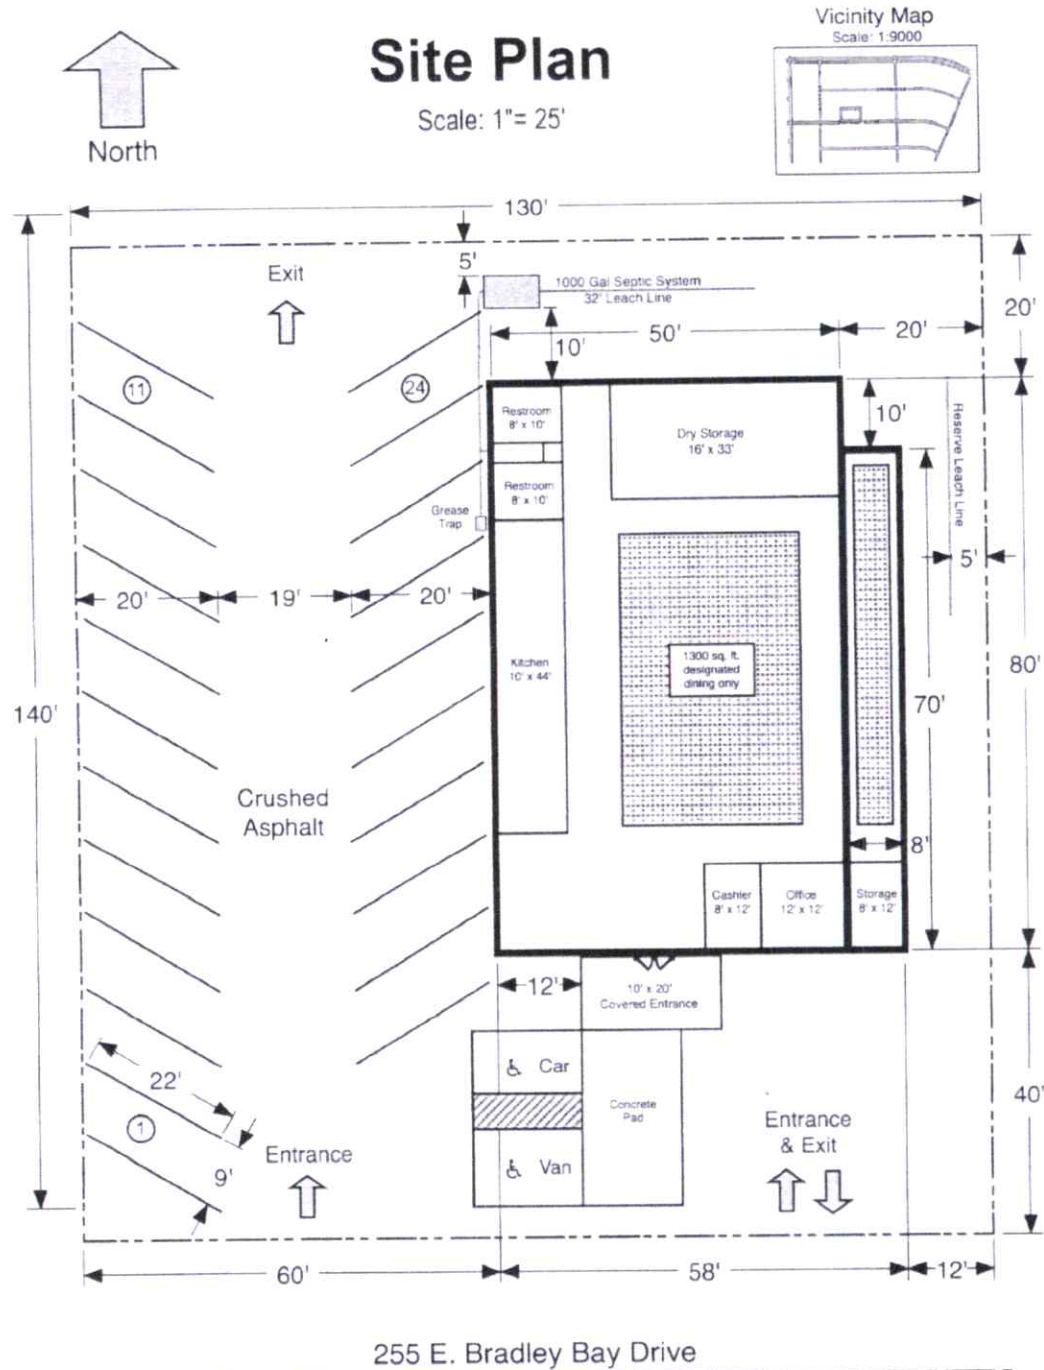 Vicinity Map
Scale: 1:9000
Site Plan
Scale: 1"= 25'
North
130'
Exit
5'
1000 Gal Septic System
32' Leach Line
20'
50'
20'
10'
11
24
Restroom
8' x 10'
Dry Storage
16' x 33'
10'
Reserve Leach Line
Restroom
8' x 10'
Grease
Trap
5'
20'
19'
20'
1300 sq. ft.
designated
dining only
Kitchen
10' x 44'
80'
70'
140'
Crushed
Asphalt
8'
Cashier
8' x 12'
Office
12' x 12'
Storage
8' x 12'
12'
10' x 20'
Covered Entrance
Car
22'
Concrete
Pad
40'
1
Entrance
& Exit
Entrance
Van
9'
60'
58'
12'
255 E. Bradley Bay Drive